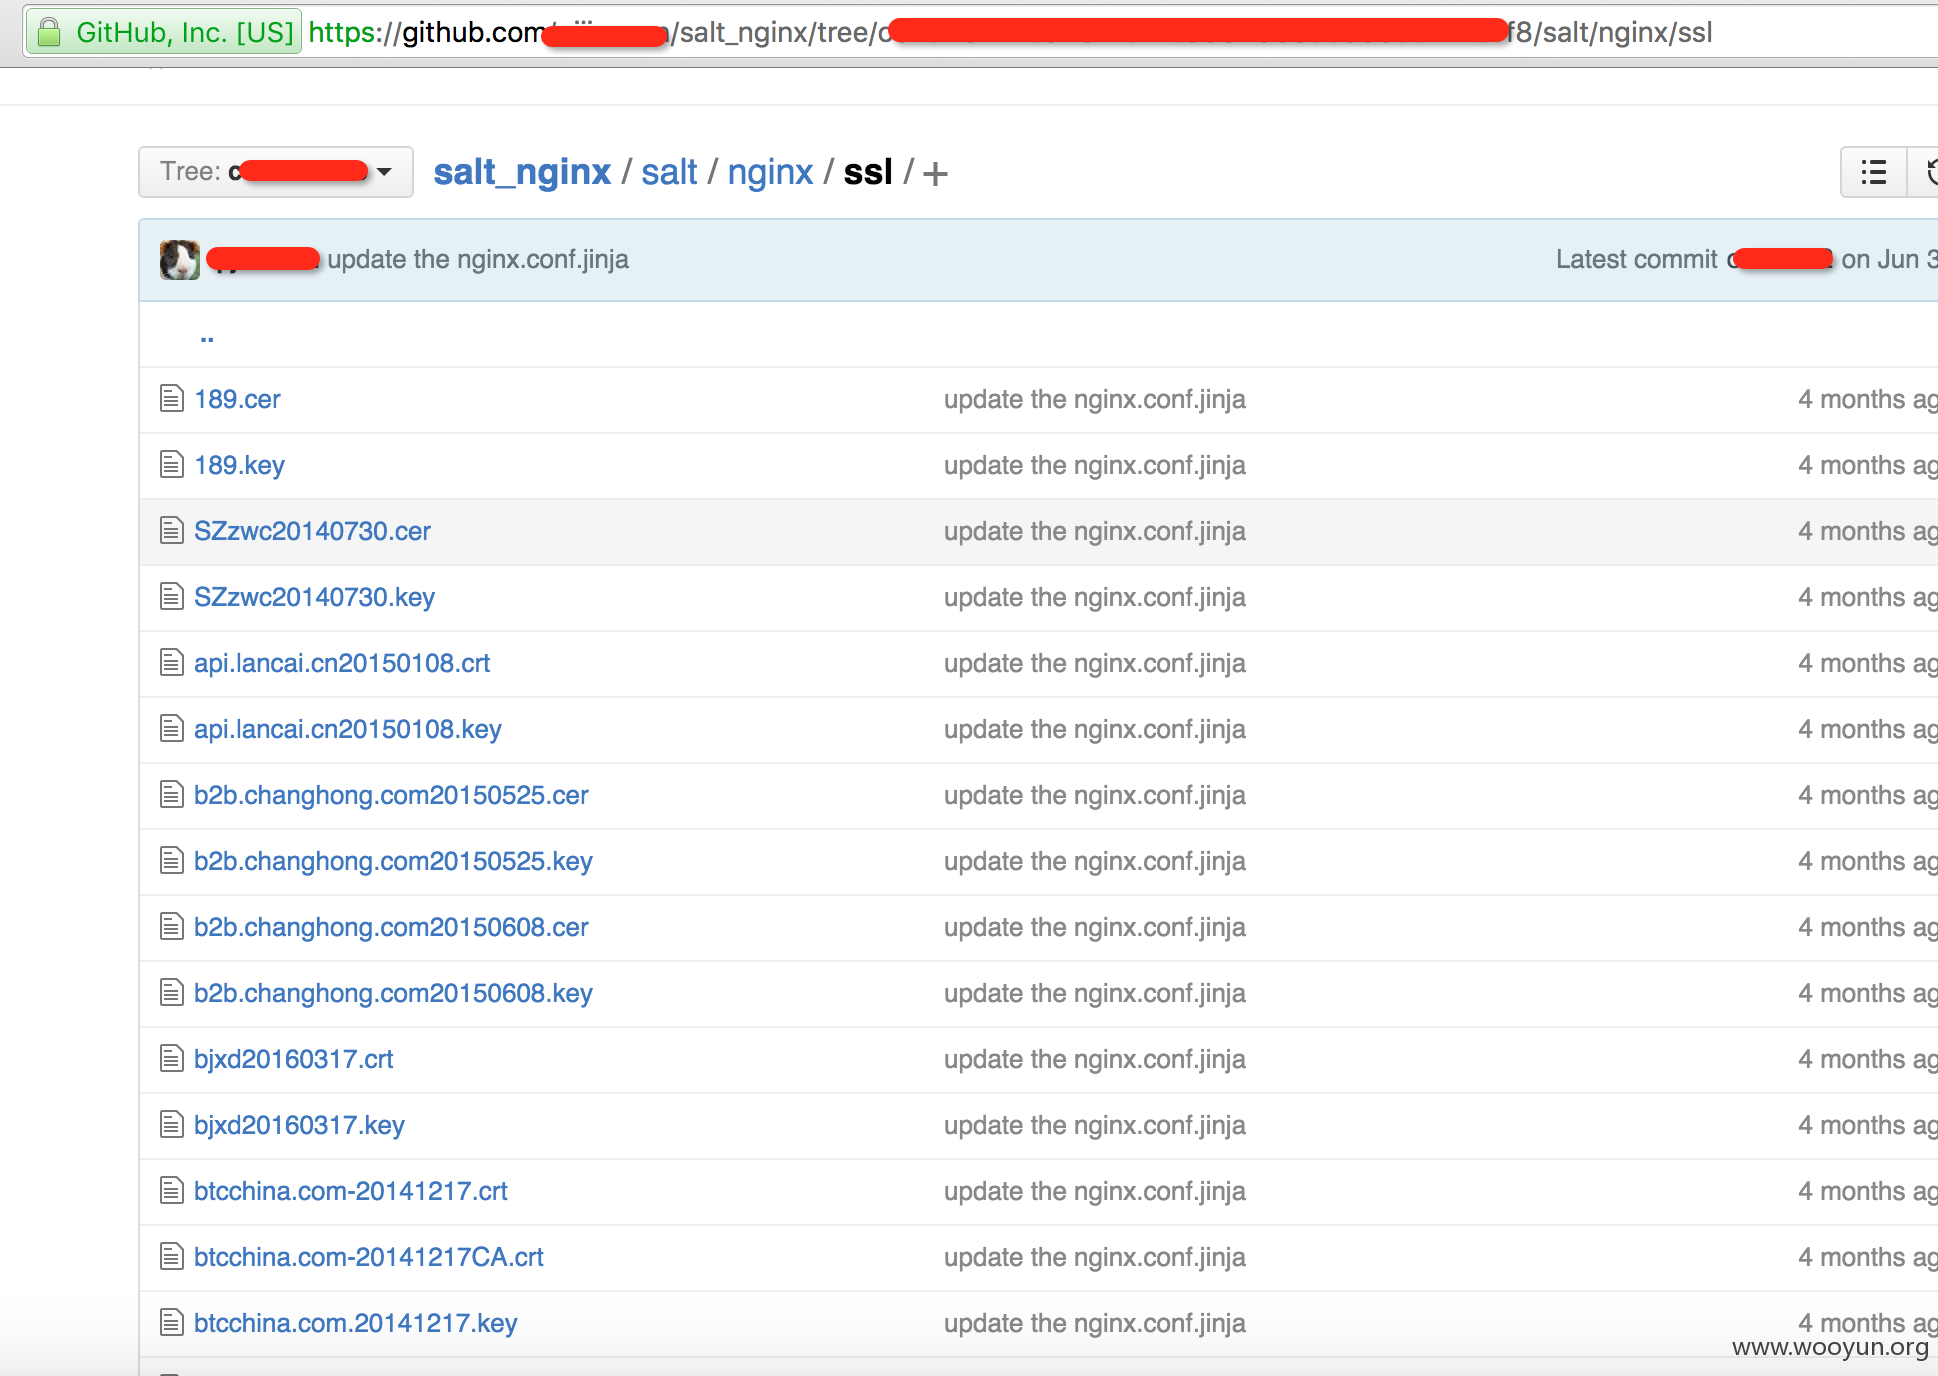 GitHub, Inc. [US] https://github.com/ /salt_nginx/tree/c f8/salt/nginx/ssl
Tree: c salt_nginx / salt / nginx / ssl / +
update the nginx.conf.jinja Latest commit on Jun 3
..
189.cer update the nginx.conf.jinja 4 months ag
189.key update the nginx.conf.jinja 4 months ag
SZzwc20140730.cer update the nginx.conf.jinja 4 months ag
SZzwc20140730.key update the nginx.conf.jinja 4 months ag
api.lancai.cn20150108.crt update the nginx.conf.jinja 4 months ag
api.lancai.cn20150108.key update the nginx.conf.jinja 4 months ag
b2b.changhong.com20150525.cer update the nginx.conf.jinja 4 months ag
b2b.changhong.com20150525.key update the nginx.conf.jinja 4 months ag
b2b.changhong.com20150608.cer update the nginx.conf.jinja 4 months ag
b2b.changhong.com20150608.key update the nginx.conf.jinja 4 months ag
bjxd20160317.crt update the nginx.conf.jinja 4 months ag
bjxd20160317.key update the nginx.conf.jinja 4 months ag
btcchina.com-20141217.crt update the nginx.conf.jinja 4 months ag
btcchina.com-20141217CA.crt update the nginx.conf.jinja 4 months ag
btcchina.com.20141217.key update the nginx.conf.jinja 4 months ag
www.wooyun.org